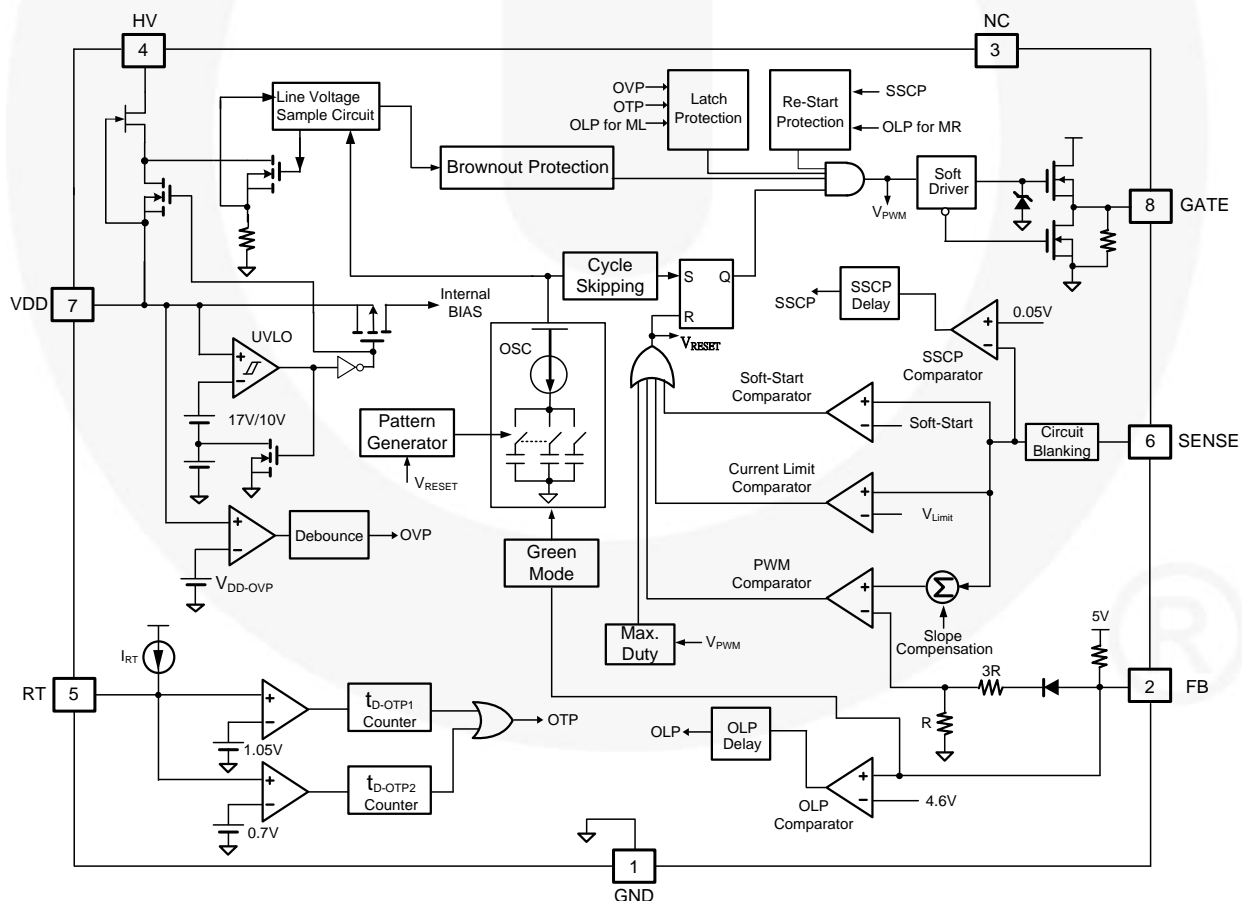 HV
4
NC
3
Line Voltage
Sample Circuit
OVP
OTP
OLP for ML
Latch
Protection
Re-Start
Protection
SSCP
OLP for MR
Brownout Protection
VPWM
Soft
Driver
8
GATE
VDD
7
Internal
BIAS
Cycle
Skipping
S
Q
R
VRESET
SSCP
SSCP
Delay
+
−
0.05V
SSCP
Comparator
UVLO
+
−
17V/10V
OSC
Pattern
Generator
VRESET
Soft-Start
Comparator
+
−
Soft-Start
Circuit
Blanking
6
SENSE
Current Limit
Comparator
+
−
VLimit
+
−
Debounce
OVP
VDD-OVP
Green
Mode
PWM
Comparator
+
−
Σ
Slope
Compensation
Max.
Duty
VPWM
5V
3R
R
2
FB
IRT
RT
5
+
−
1.05V
tD-OTP1
Counter
OTP
+
−
0.7V
tD-OTP2
Counter
OLP
OLP
Delay
+
−
4.6V
OLP
Comparator
1
GND
®